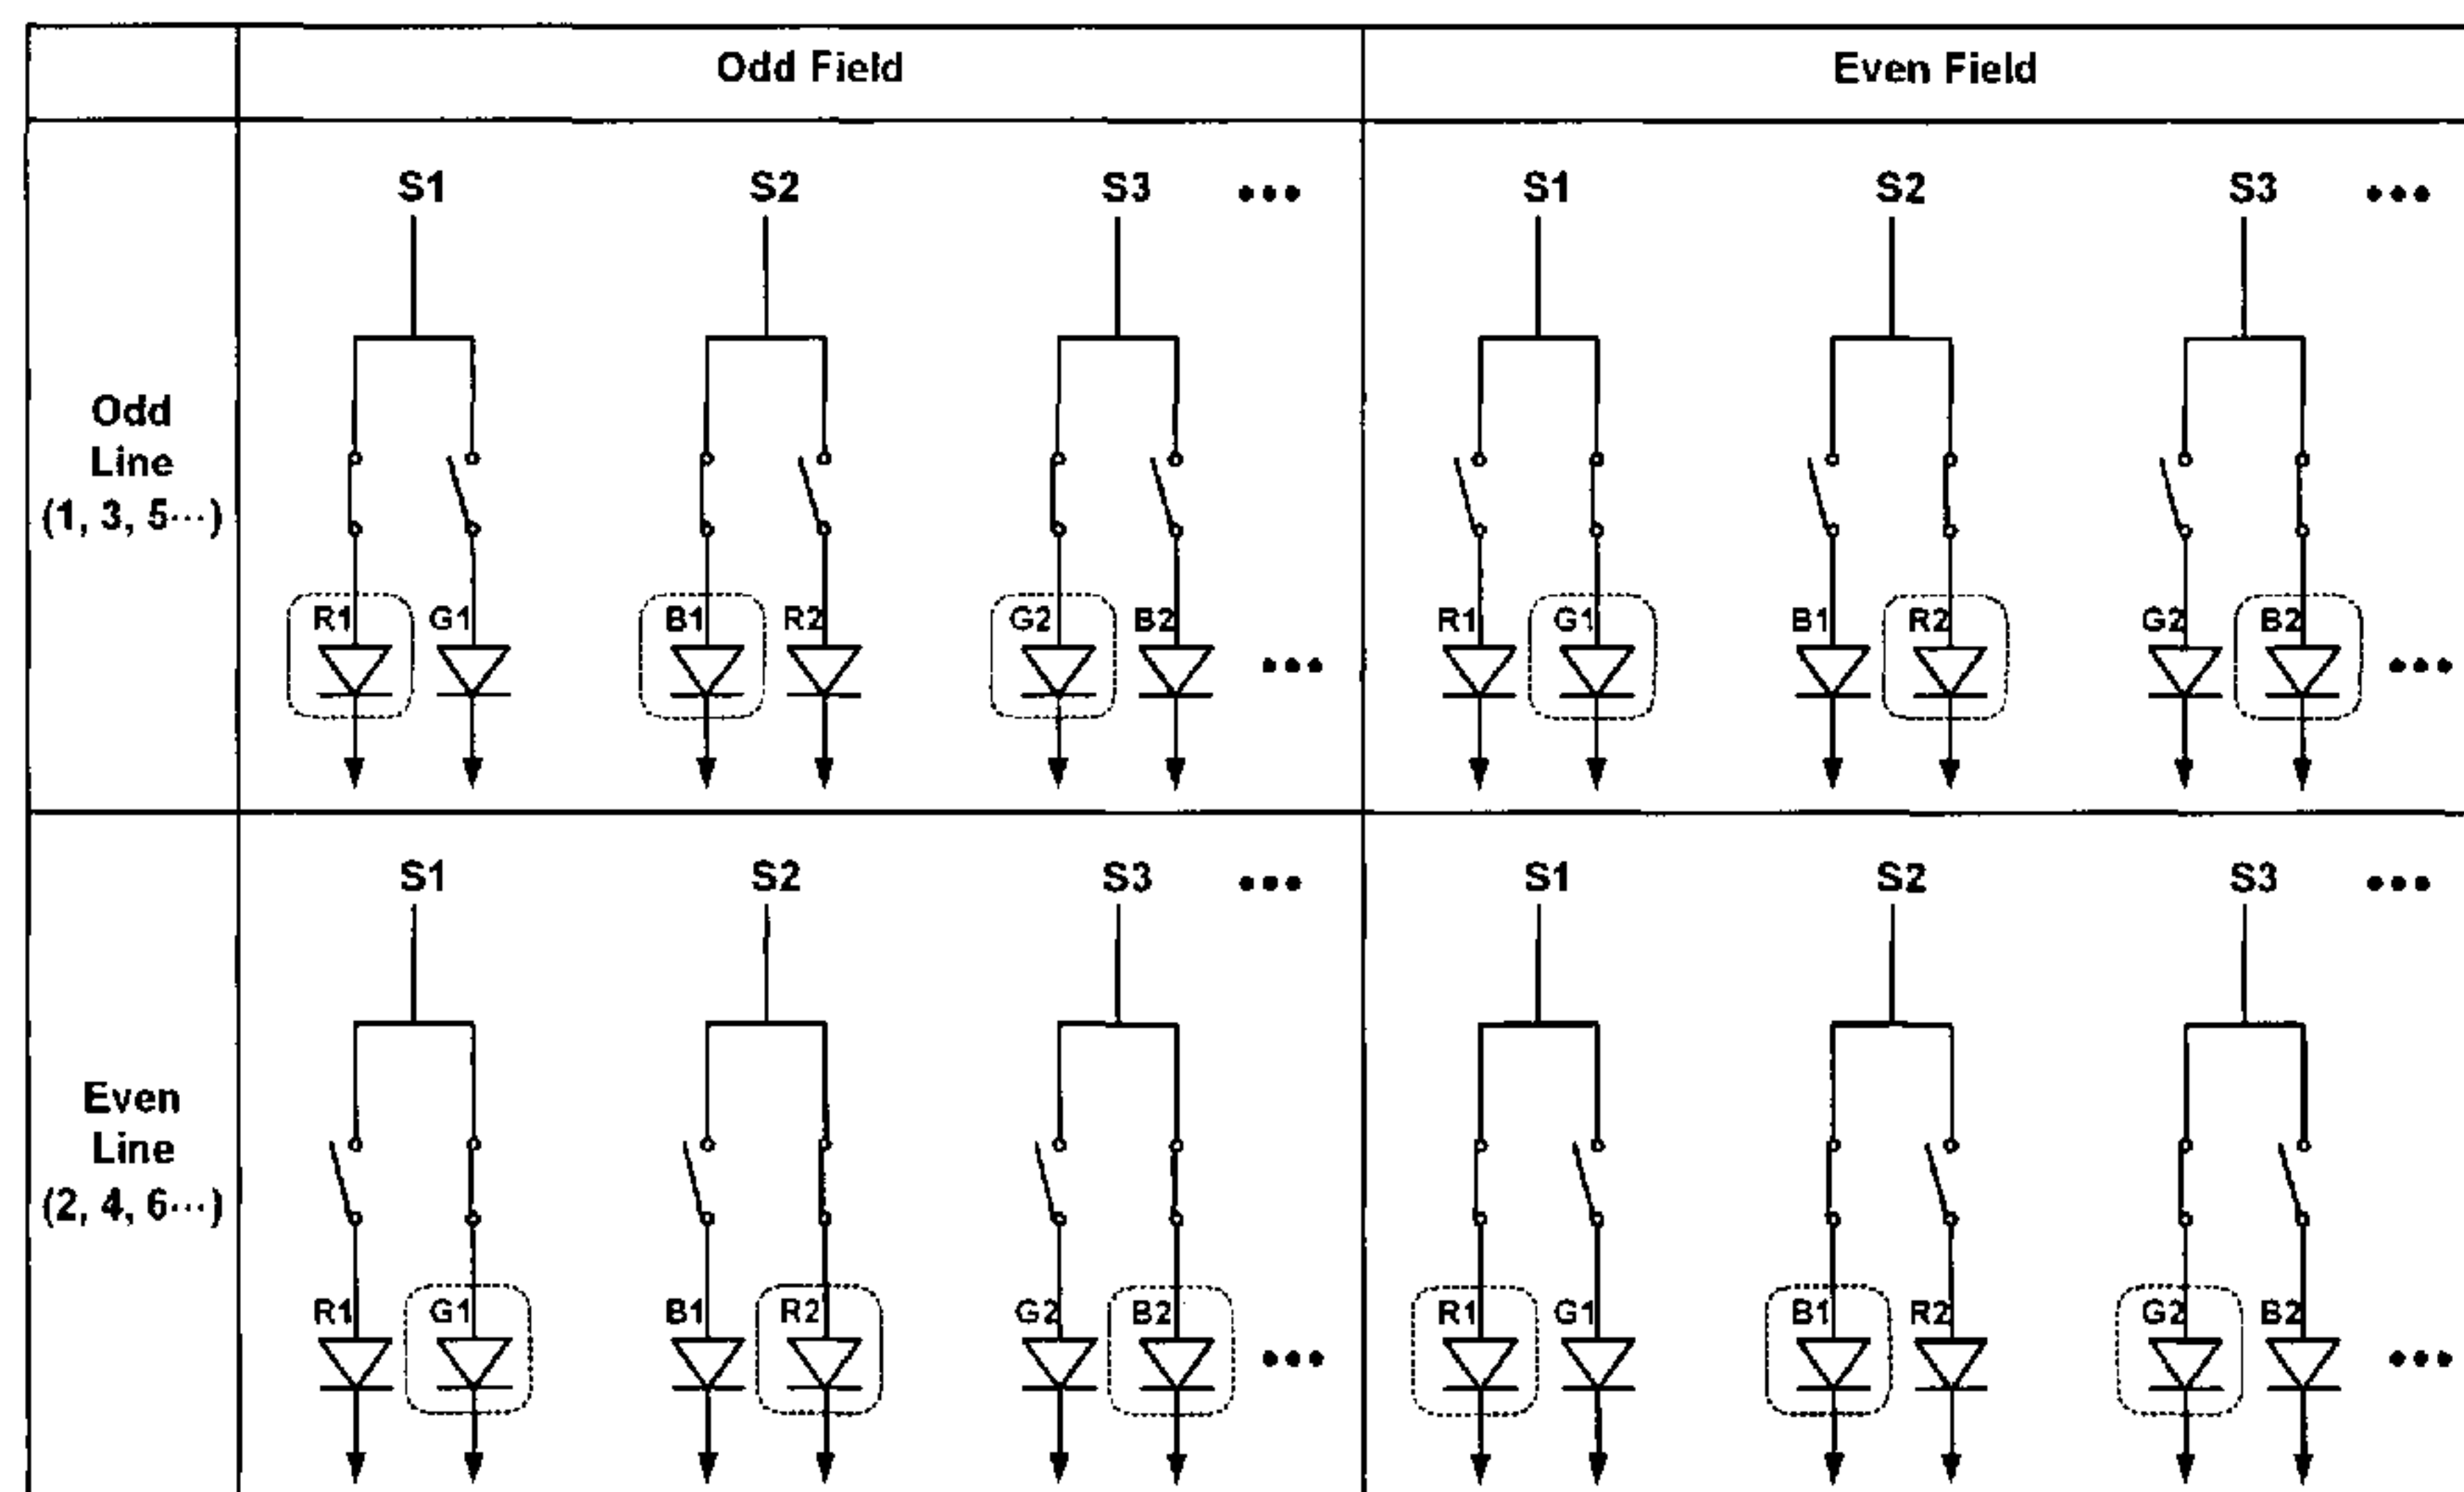 Odd Field Even Field
S1 S2 S3 ••• S1 S2 S3 •••
Odd
Line
(1, 3, 5···)
R1 G1 B1 R2 G2 B2 ••• R1 G1 B1 R2 G2 B2 •••
S1 S2 S3 ••• S1 S2 S3 •••
Even
Line
(2, 4, 6···)
R1 G1 B1 R2 G2 B2 ••• R1 G1 B1 R2 G2 B2 •••